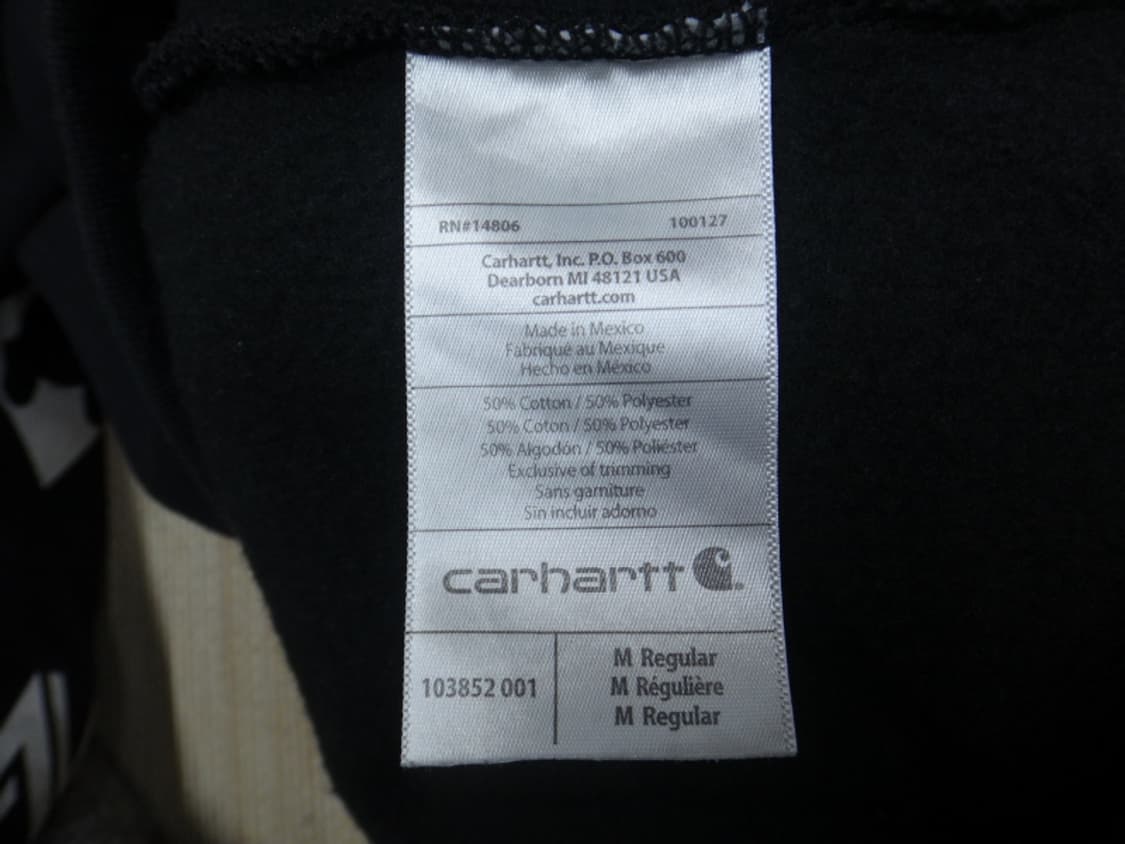 RN#14806 100127
Carhartt, Inc. P.O. Box 600
Dearborn MI 48121 USA
carhartt.com
Made in Mexico
Fabriqué au Mexique
Hecho en México
50% Cotton / 50% Polyester
50% Coton / 50% Polyester
50% Algodón / 50% Poliéster
Exclusive of trimming
Sans garniture
Sin incluir adorno
carhartt
103852 001
M Regular
M Régulière
M Regular